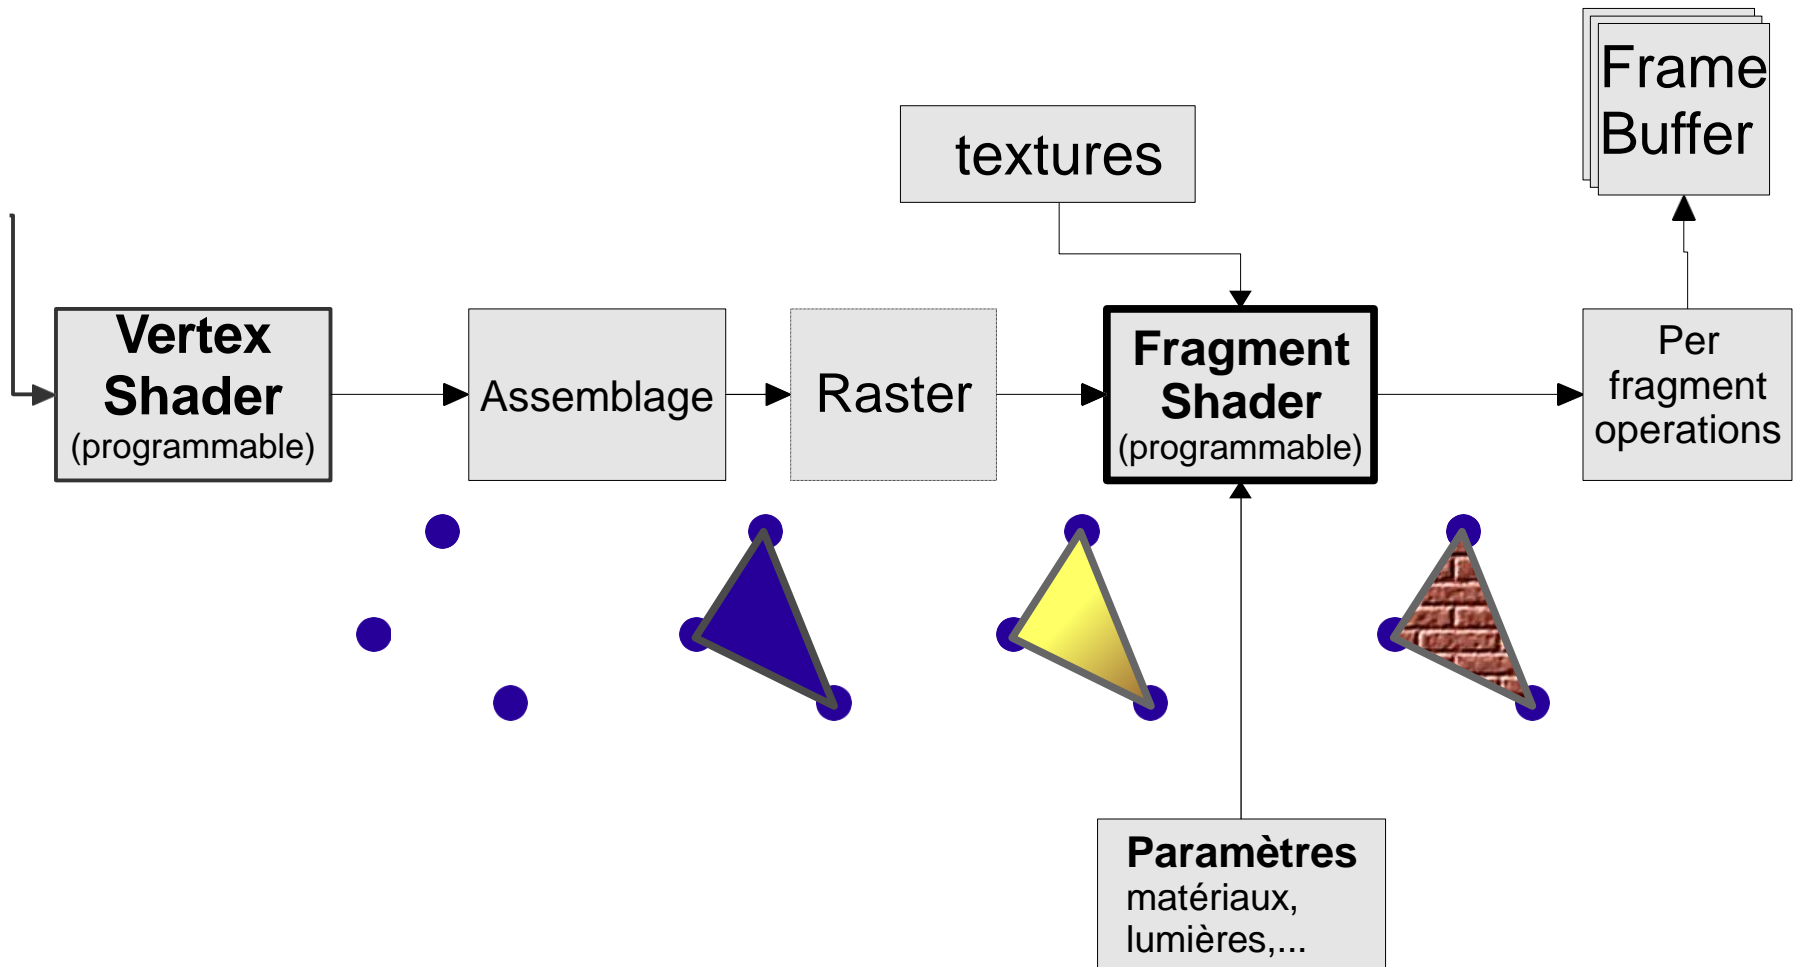 Frame
Buffer
textures
Vertex
Shader
(programmable)
Assemblage
Raster
Fragment
Shader
(programmable)
Per
fragment
operations
Paramètres
matériaux,
lumières,...